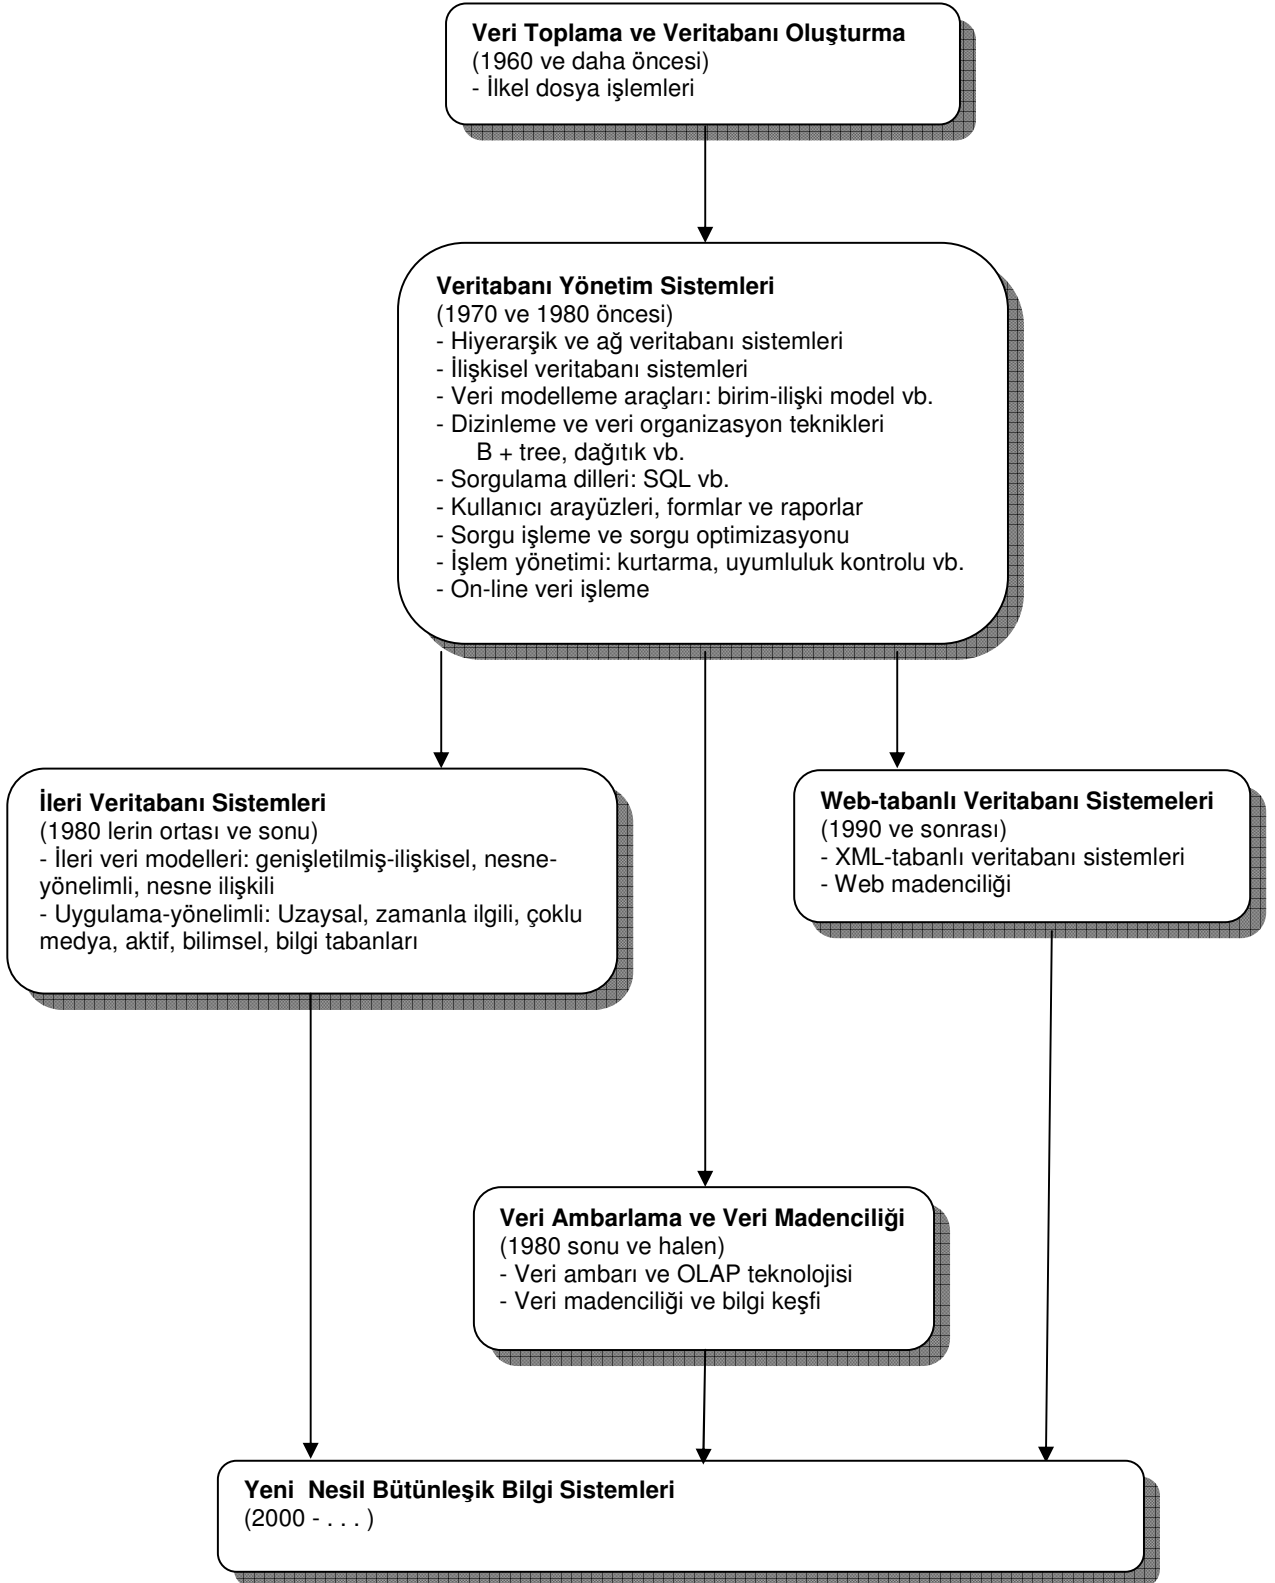 Veri Toplama ve Veritabanı Oluşturma
(1960 ve daha öncesi)
- İlkel dosya işlemleri
Veritabanı Yönetim Sistemleri
(1970 ve 1980 öncesi)
- Hiyerarşik ve ağ veritabanı sistemleri
- İlişkisel veritabanı sistemleri
- Veri modelleme araçları: birim-ilişki model vb.
- Dizinleme ve veri organizasyon teknikleri
B + tree, dağıtık vb.
- Sorgulama dilleri: SQL vb.
- Kullanıcı arayüzleri, formlar ve raporlar
- Sorgu işleme ve sorgu optimizasyonu
- İşlem yönetimi: kurtarma, uyumluluk kontrolu vb.
- On-line veri işleme
İleri Veritabanı Sistemleri
(1980 lerin ortası ve sonu)
- İleri veri modelleri: genişletilmiş-ilişkisel, nesne-
yönelimli, nesne ilişkili
- Uygulama-yönelimli: Uzaysal, zamanla ilgili, çoklu
medya, aktif, bilimsel, bilgi tabanları
Web-tabanlı Veritabanı Sistemeleri
(1990 ve sonrası)
- XML-tabanlı veritabanı sistemleri
- Web madenciliği
Veri Ambarlama ve Veri Madenciliği
(1980 sonu ve halen)
- Veri ambarı ve OLAP teknolojisi
- Veri madenciliği ve bilgi keşfi
Yeni  Nesil Bütünleşik Bilgi Sistemleri
(2000 - . . . )